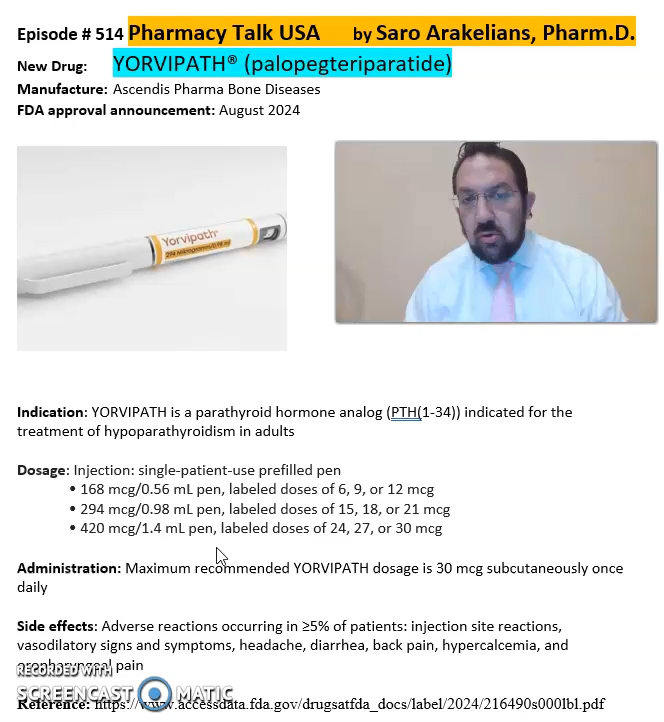 Episode # 514 Pharmacy Talk USA by Saro Arakelians, Pharm.D.
New Drug: YORVIPATH® (palopegteriparatide)
Manufacture: Ascendis Pharma Bone Diseases
FDA approval announcement: August 2024
Yorvipath®
294 Mikrogramm/0.98 ml
Indication: YORVIPATH is a parathyroid hormone analog (PTH(1-34)) indicated for the
treatment of hypoparathyroidism in adults
Dosage: Injection: single-patient-use prefilled pen
• 168 mcg/0.56 mL pen, labeled doses of 6, 9, or 12 mcg
• 294 mcg/0.98 mL pen, labeled doses of 15, 18, or 21 mcg
• 420 mcg/1.4 mL pen, labeled doses of 24, 27, or 30 mcg
Administration: Maximum recommended YORVIPATH dosage is 30 mcg subcutaneously once
daily
Side effects: Adverse reactions occurring in ≥5% of patients: injection site reactions,
vasodilatory signs and symptoms, headache, diarrhea, back pain, hypercalcemia, and
oropharyngeal pain
RECORDED WITH
SCREENCAST MATIC
Reference: https://www.accessdata.fda.gov/drugsatfda_docs/label/2024/216490s000lbl.pdf